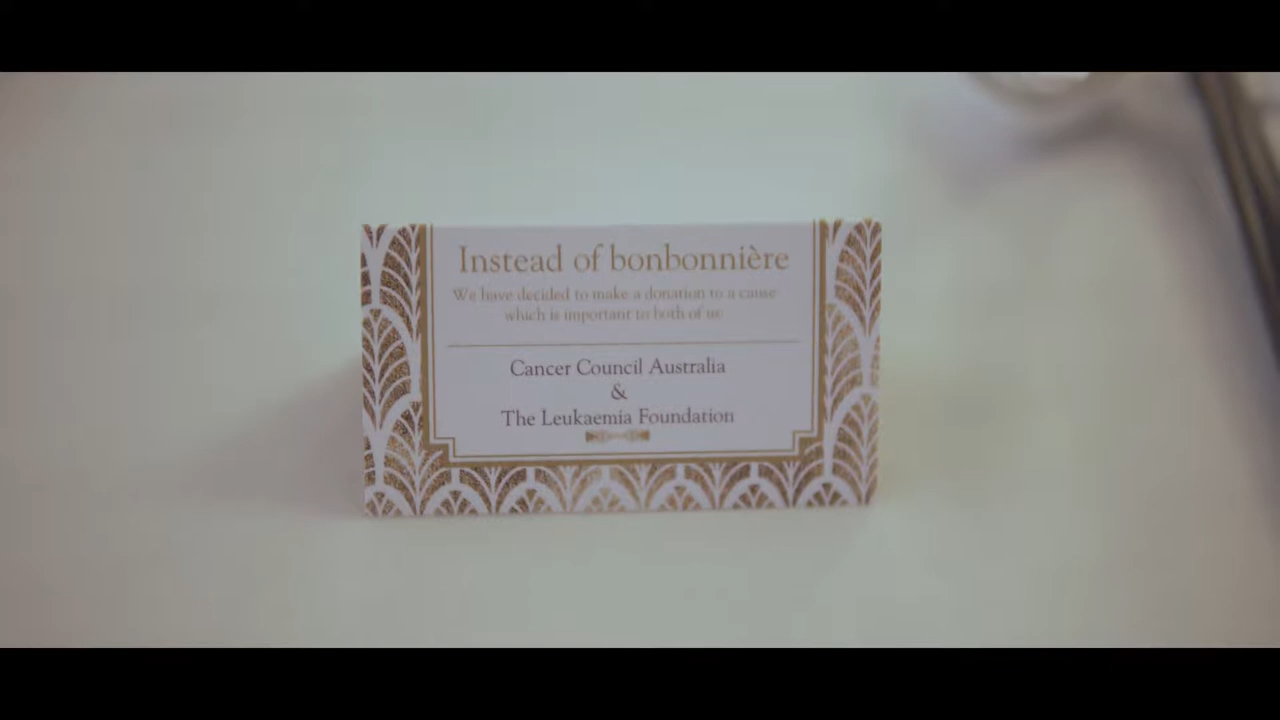 Instead of bonbonnière
We have decided to make a donation to a cause
which is important to both of us
Cancer Council Australia
&
The Leukaemia Foundation